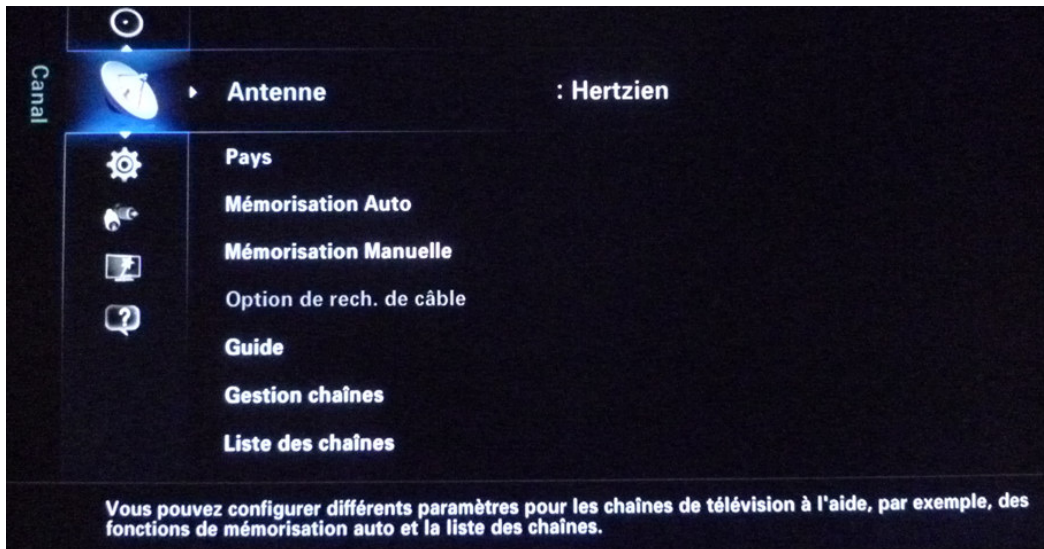 Canal
Antenne : Hertzien
Pays
Mémorisation Auto
Mémorisation Manuelle
Option de rech. de câble
Guide
Gestion chaînes
Liste des chaînes
Vous pouvez configurer différents paramètres pour les chaînes de télévision à l'aide, par exemple, des
fonctions de mémorisation auto et la liste des chaînes.